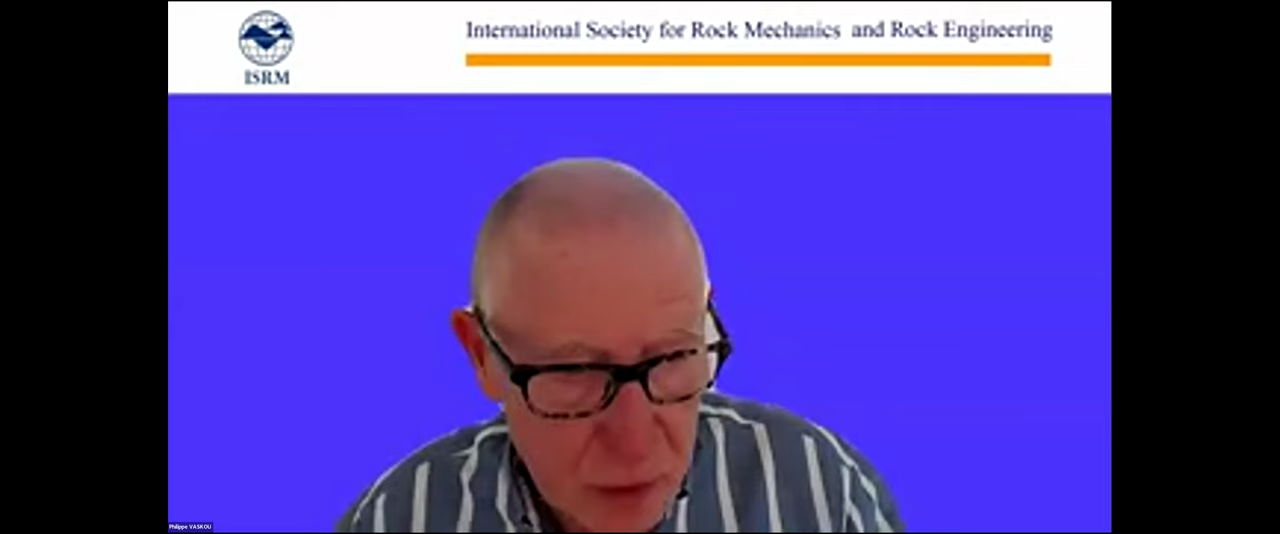 International Society for Rock Mechanics and Rock Engineering
ISRM
Philippe VASKOU